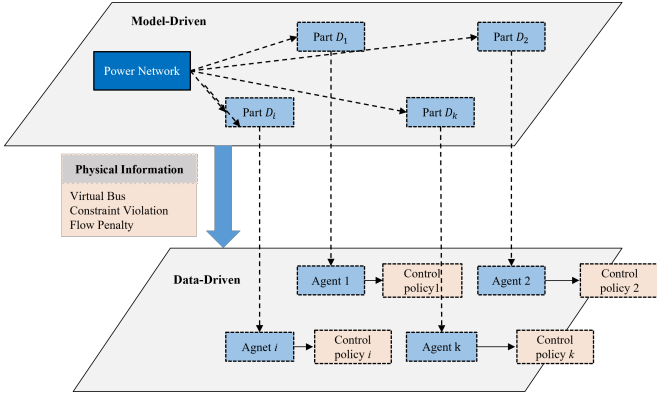 Model-Driven
Part D₁
Part D₂
Power Network
Part Dᵢ
Part Dₖ
Physical Information
Virtual Bus
Constraint Violation
Flow Penalty
Data-Driven
Agent 1
Control
policy1
Agent 2
Control
policy 2
Agnet i
Control
policy i
Agent k
Control
policy k